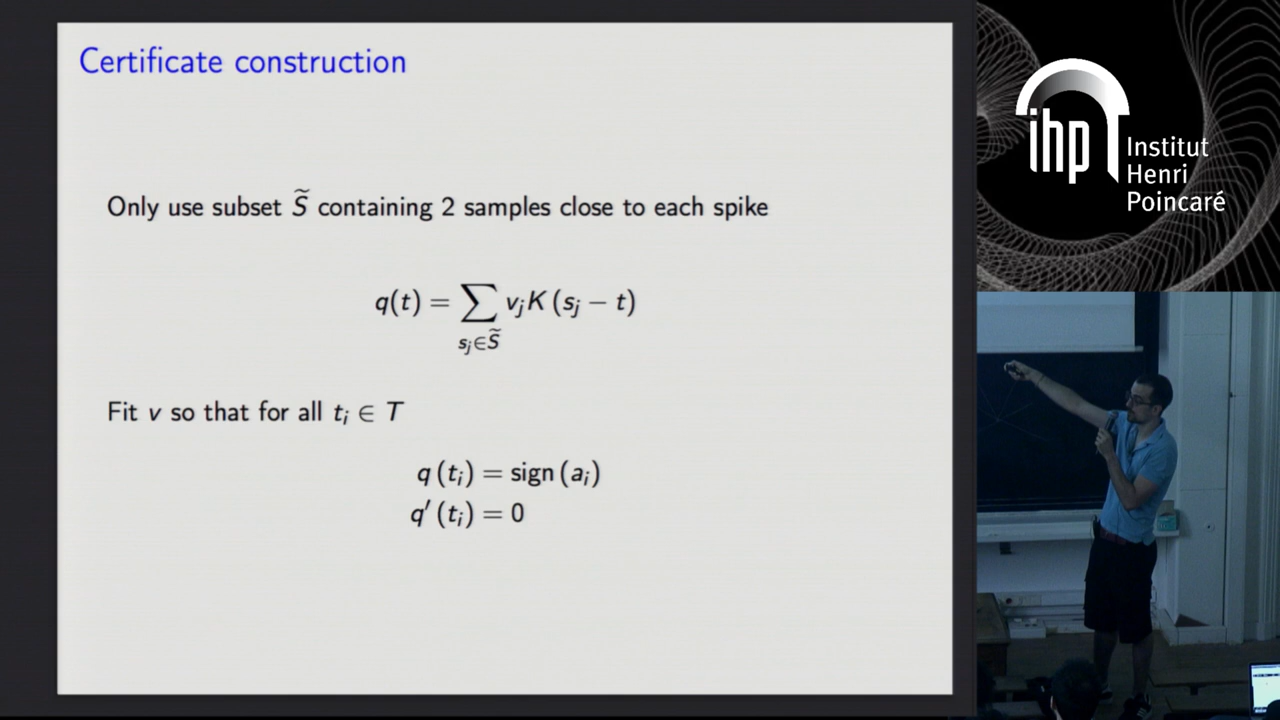 Certificate construction
Only use subset S̃ containing 2 samples close to each spike
q(t) = ∑ v_j K (s_j − t)
s_j∈S̃
Fit v so that for all t_i ∈ T
q (t_i) = sign (a_i)
q′ (t_i) = 0
ihp
Institut
Henri
Poincaré